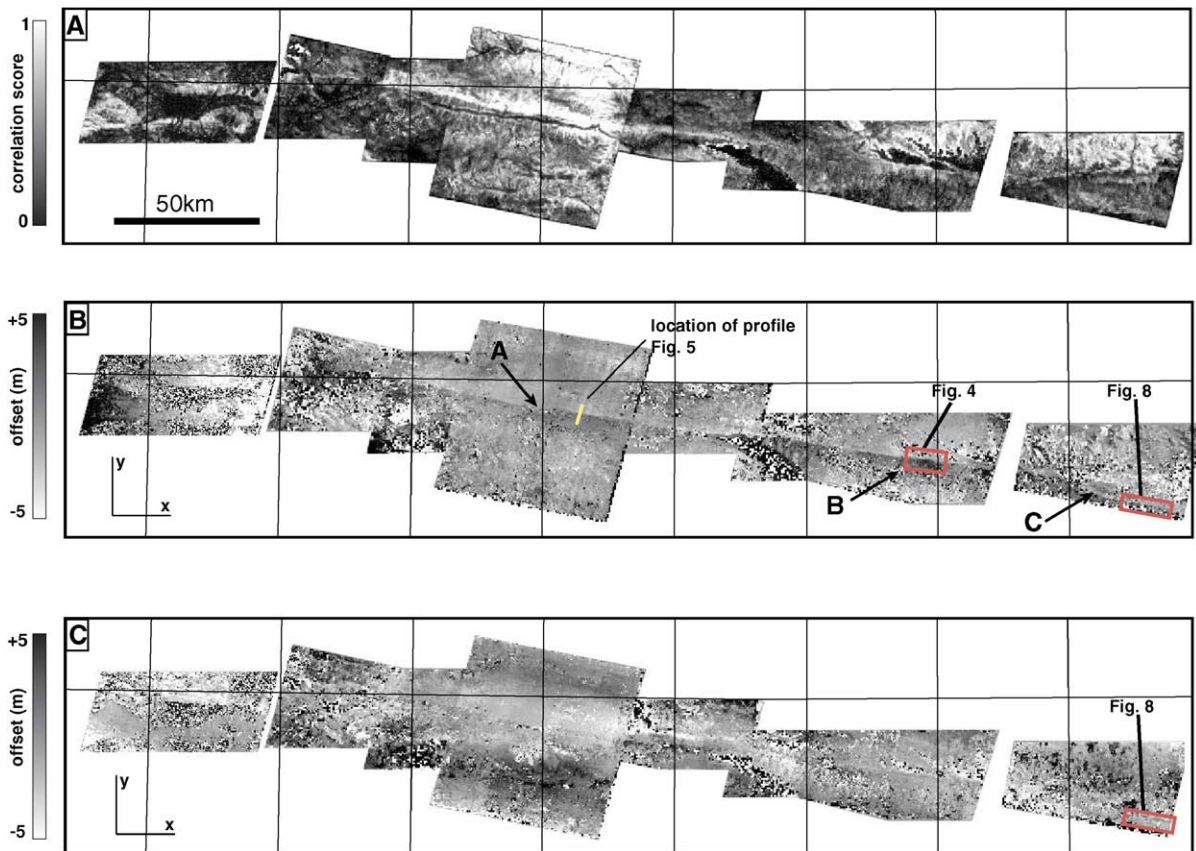 1
correlation score
0
A
50km
+5
offset (m)
-5
B
A
location of profile
Fig. 5
Fig. 4
Fig. 8
B
C
y
x
+5
offset (m)
-5
C
Fig. 8
y
x